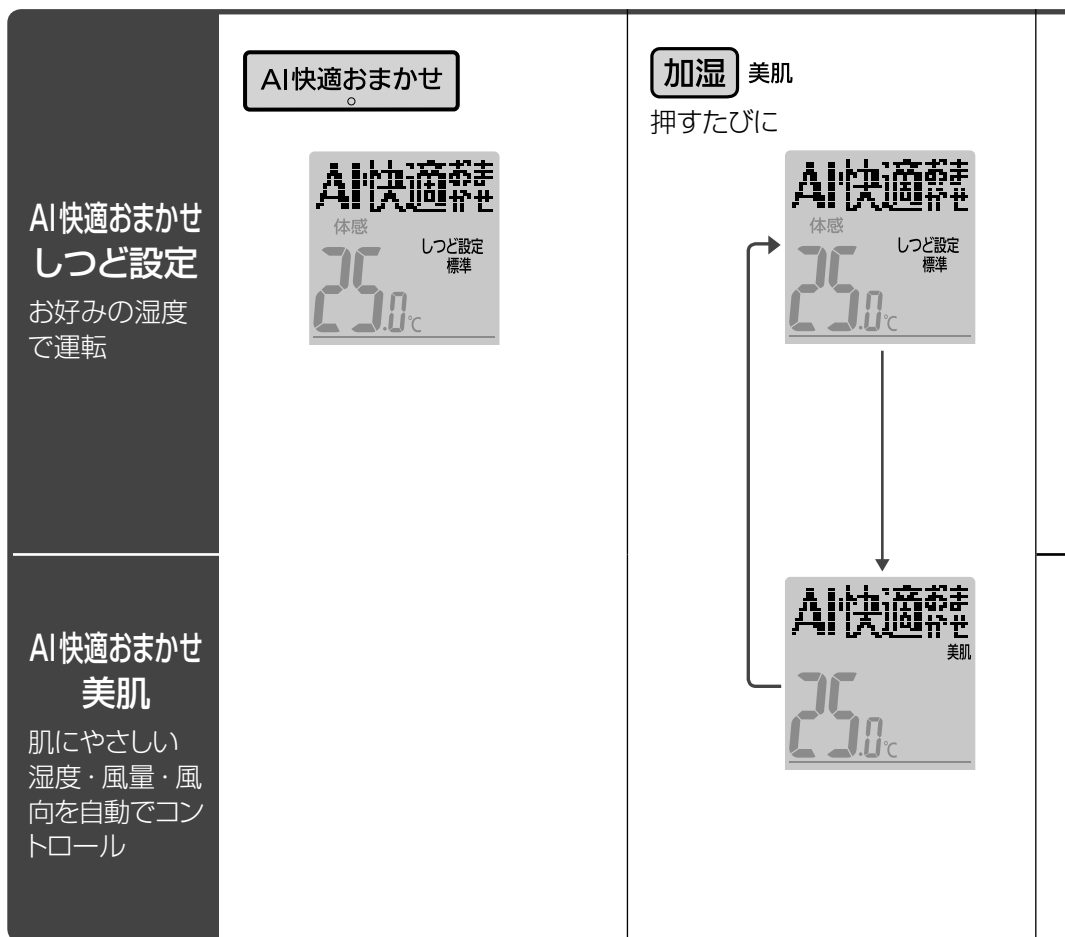 AI快適おまかせ
しつど設定
お好みの湿度
で運転
AI快適おまかせ
AI快適おまかせ
体感
しつど設定
標準
25.0℃
加湿 美肌
押すたびに
AI快適おまかせ
体感
しつど設定
標準
25.0℃
AI快適おまかせ
美肌
肌にやさしい
湿度・風量・風
向を自動でコン
トロール
AI快適おまかせ
美肌
25.0℃